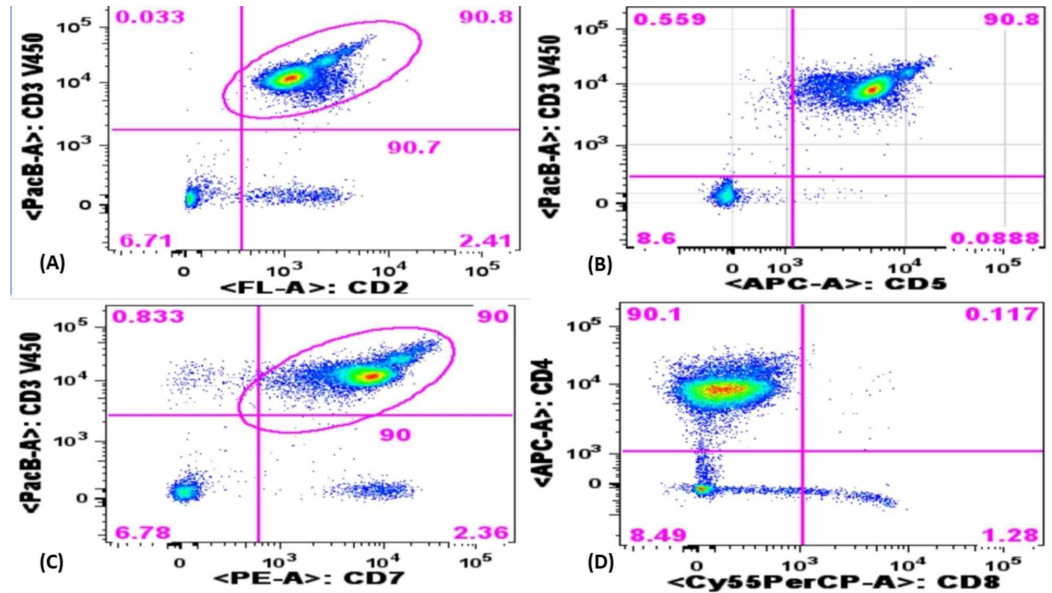 0.033 90.8
<PacB-A>: CD3 V450
10^5
10^4
10^3
0
90.7
6.71 2.41
(A)
0 10^3 10^4 10^5
<FL-A>: CD2
0.559 90.8
<PacB-A>: CD3 V450
10^5
10^4
10^3
0
8.6 0.0888
(B)
0 10^3 10^4 10^5
<APC-A>: CD5
0.833 90
<PacB-A>: CD3 V450
10^5
10^4
10^3
0
90
6.78 2.36
(C)
0 10^3 10^4 10^5
<PE-A>: CD7
90.1 0.117
<APC-A>: CD4
10^5
10^4
10^3
0
8.49 1.28
(D)
0 10^3 10^4 10^5
<Cy55PerCP-A>: CD8